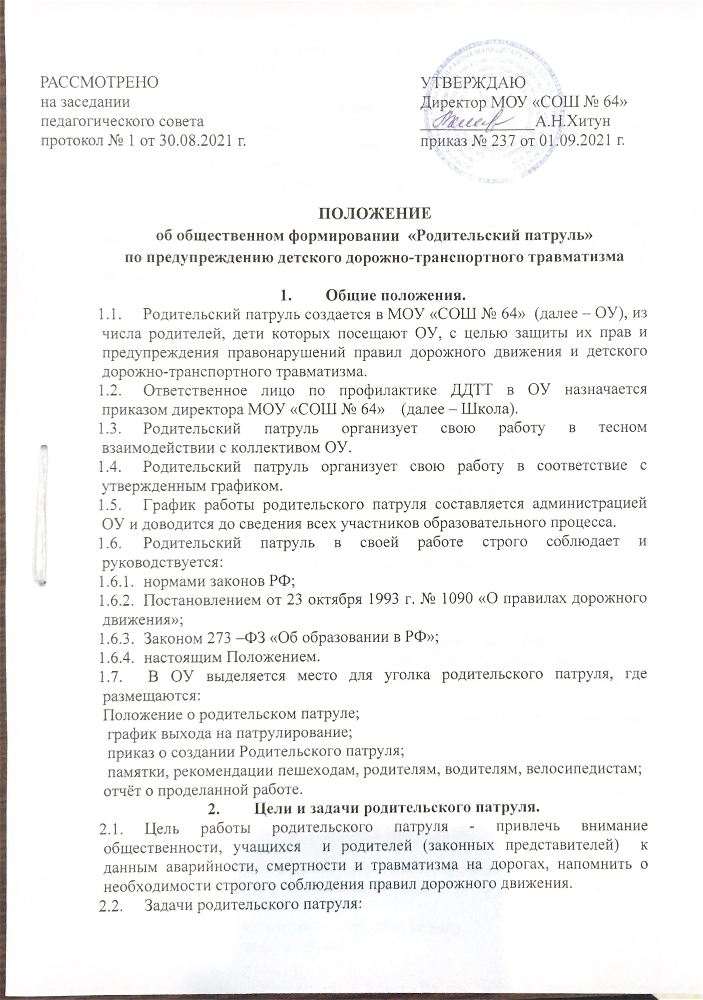 РАССМОТРЕНО
на заседании
педагогического совета
протокол № 1 от 30.08.2021 г.
УТВЕРЖДАЮ
Директор МОУ «СОШ № 64»
А.Н.Хитун
приказ № 237 от 01.09.2021 г.
ПОЛОЖЕНИЕ
об общественном формировании «Родительский патруль»
по предупреждению детского дорожно-транспортного травматизма
1. Общие положения.
1.1. Родительский патруль создается в МОУ «СОШ № 64» (далее – ОУ), из
числа родителей, дети которых посещают ОУ, с целью защиты их прав и
предупреждения правонарушений правил дорожного движения и детского
дорожно-транспортного травматизма.
1.2. Ответственное лицо по профилактике ДДТТ в ОУ назначается
приказом директора МОУ «СОШ № 64» (далее – Школа).
1.3. Родительский патруль организует свою работу в тесном
взаимодействии с коллективом ОУ.
1.4. Родительский патруль организует свою работу в соответствие с
утвержденным графиком.
1.5. График работы родительского патруля составляется администрацией
ОУ и доводится до сведения всех участников образовательного процесса.
1.6. Родительский патруль в своей работе строго соблюдает и
руководствуется:
1.6.1. нормами законов РФ;
1.6.2. Постановлением от 23 октября 1993 г. № 1090 «О правилах дорожного
движения»;
1.6.3. Законом 273 –ФЗ «Об образовании в РФ»;
1.6.4. настоящим Положением.
1.7. В ОУ выделяется место для уголка родительского патруля, где
размещаются:
Положение о родительском патруле;
график выхода на патрулирование;
приказ о создании Родительского патруля;
памятки, рекомендации пешеходам, родителям, водителям, велосипедистам;
отчёт о проделанной работе.
2. Цели и задачи родительского патруля.
2.1. Цель работы родительского патруля - привлечь внимание
общественности, учащихся и родителей (законных представителей) к
данным аварийности, смертности и травматизма на дорогах, напомнить о
необходимости строгого соблюдения правил дорожного движения.
2.2. Задачи родительского патруля: